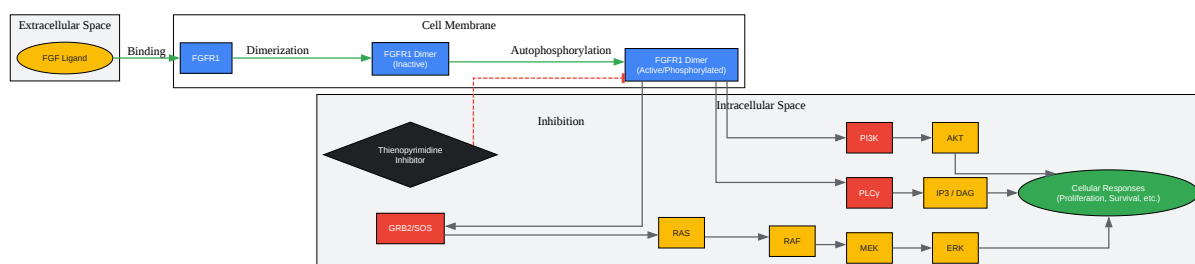 Extracellular Space
FGF Ligand
Binding
Cell Membrane
FGFR1
Dimerization
FGFR1 Dimer
(Inactive)
Autophosphorylation
FGFR1 Dimer
(Active/Phosphorylated)
Intracellular Space
Inhibition
Thienopyrimidine
Inhibitor
PI3K
AKT
PLCγ
IP3 / DAG
Cellular Responses
(Proliferation, Survival, etc.)
GRB2/SOS
RAS
RAF
MEK
ERK